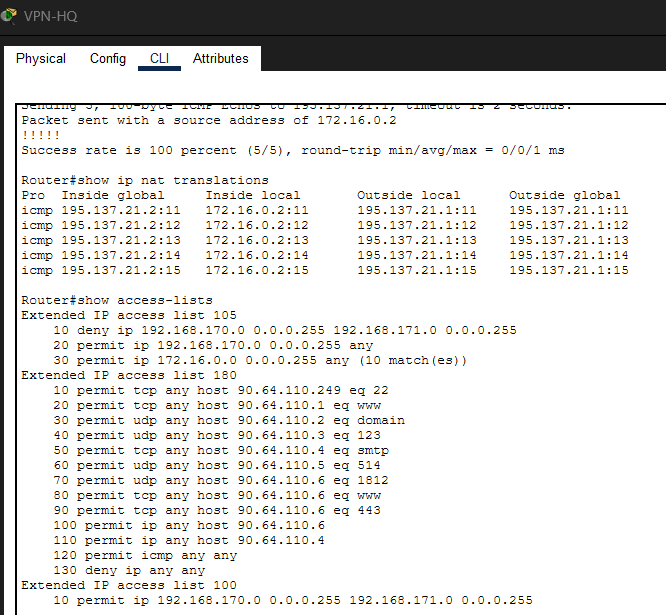 VPN-HQ
Physical Config CLI Attributes
Sending 5, 100-byte ICMP Echos to 195.137.21.1, timeout is 2 seconds:
Packet sent with a source address of 172.16.0.2
!!!!!
Success rate is 100 percent (5/5), round-trip min/avg/max = 0/0/1 ms
Router#show ip nat translations
Pro  Inside global     Inside local       Outside local      Outside global
icmp 195.137.21.2:11   172.16.0.2:11      195.137.21.1:11    195.137.21.1:11
icmp 195.137.21.2:12   172.16.0.2:12      195.137.21.1:12    195.137.21.1:12
icmp 195.137.21.2:13   172.16.0.2:13      195.137.21.1:13    195.137.21.1:13
icmp 195.137.21.2:14   172.16.0.2:14      195.137.21.1:14    195.137.21.1:14
icmp 195.137.21.2:15   172.16.0.2:15      195.137.21.1:15    195.137.21.1:15
Router#show access-lists
Extended IP access list 105
10 deny ip 192.168.170.0 0.0.0.255 192.168.171.0 0.0.0.255
20 permit ip 192.168.170.0 0.0.0.255 any
30 permit ip 172.16.0.0 0.0.0.255 any (10 match(es))
Extended IP access list 180
10 permit tcp any host 90.64.110.249 eq 22
20 permit tcp any host 90.64.110.1 eq www
30 permit udp any host 90.64.110.2 eq domain
40 permit udp any host 90.64.110.3 eq 123
50 permit tcp any host 90.64.110.4 eq smtp
60 permit udp any host 90.64.110.5 eq 514
70 permit udp any host 90.64.110.6 eq 1812
80 permit tcp any host 90.64.110.6 eq www
90 permit tcp any host 90.64.110.6 eq 443
100 permit ip any host 90.64.110.6
110 permit ip any host 90.64.110.4
120 permit icmp any any
130 deny ip any any
Extended IP access list 100
10 permit ip 192.168.170.0 0.0.0.255 192.168.171.0 0.0.0.255